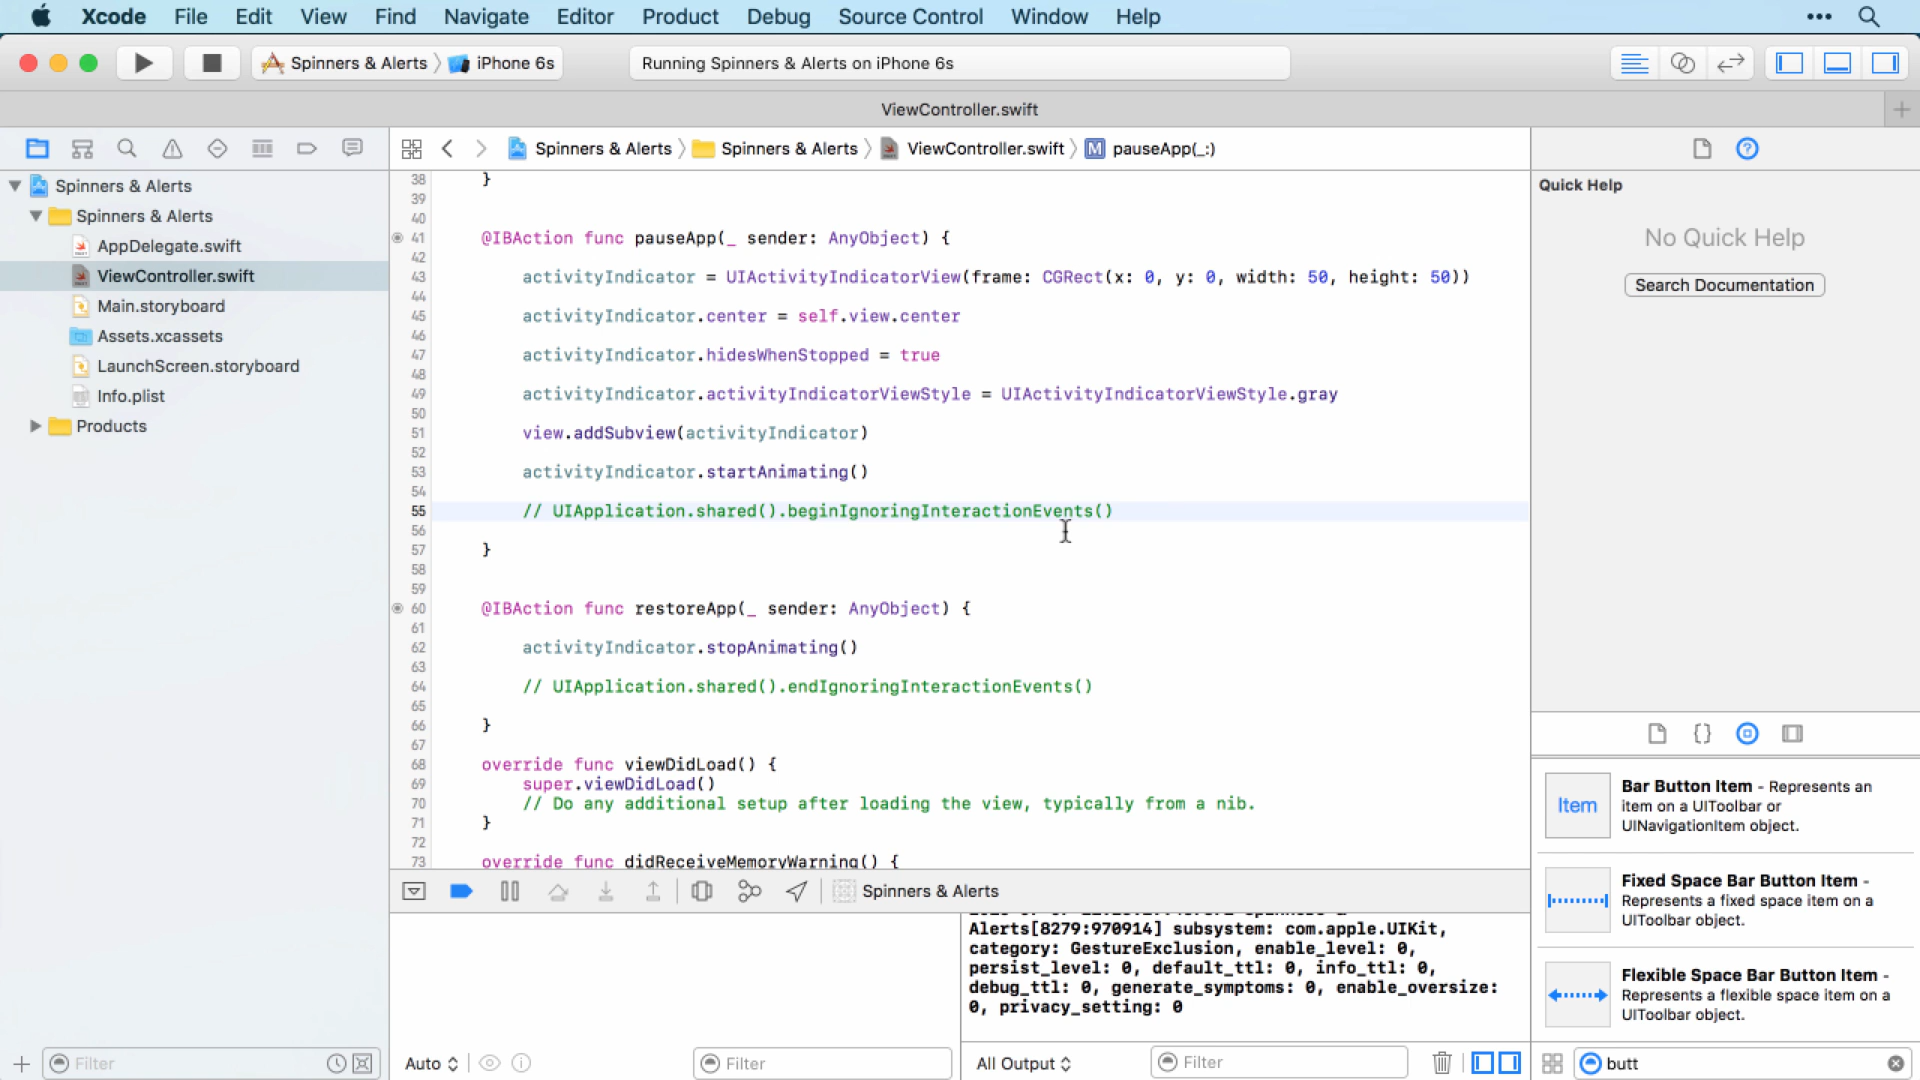 Xcode File Edit View Find Navigate Editor Product Debug Source Control Window Help
Spinners & Alerts iPhone 6s Running Spinners & Alerts on iPhone 6s
ViewController.swift
Spinners & Alerts Spinners & Alerts ViewController.swift M pauseApp(_:)
Spinners & Alerts
Spinners & Alerts
AppDelegate.swift
ViewController.swift
Main.storyboard
Assets.xcassets
LaunchScreen.storyboard
Info.plist
Products
38 }
39
40
41 @IBAction func pauseApp(_ sender: AnyObject) {
42
43 activityIndicator = UIActivityIndicatorView(frame: CGRect(x: 0, y: 0, width: 50, height: 50))
44
45 activityIndicator.center = self.view.center
46
47 activityIndicator.hidesWhenStopped = true
48
49 activityIndicator.activityIndicatorViewStyle = UIActivityIndicatorViewStyle.gray
50
51 view.addSubview(activityIndicator)
52
53 activityIndicator.startAnimating()
54
55 // UIApplication.shared().beginIgnoringInteractionEvents()
56
57 }
58
59
60 @IBAction func restoreApp(_ sender: AnyObject) {
61
62 activityIndicator.stopAnimating()
63
64 // UIApplication.shared().endIgnoringInteractionEvents()
65
66 }
67
68 override func viewDidLoad() {
69 super.viewDidLoad()
70 // Do any additional setup after loading the view, typically from a nib.
71 }
72
73 override func didReceiveMemoryWarning() {
Spinners & Alerts
Alerts[8279:970914] subsystem: com.apple.UIKit,
category: GestureExclusion, enable_level: 0,
persist_level: 0, default_ttl: 0, info_ttl: 0,
debug_ttl: 0, generate_symptoms: 0, enable_oversize:
0, privacy_setting: 0
Quick Help
No Quick Help
Search Documentation
{}
Item
Bar Button Item - Represents an
item on a UIToolbar or
UINavigationItem object.
Fixed Space Bar Button Item -
Represents a fixed space item on a
UIToolbar object.
Flexible Space Bar Button Item -
Represents a flexible space item on a
UIToolbar object.
Filter
Auto Filter
All Output Filter
butt